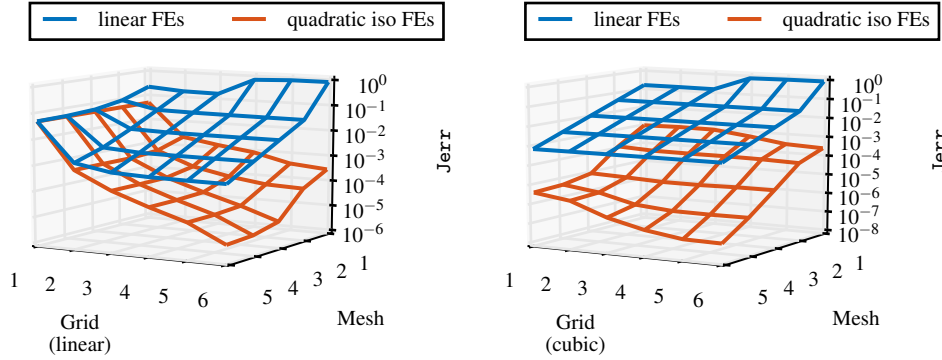 linear FEs quadratic iso FEs
10^0
10^-1
10^-2
10^-3
10^-4
10^-5
10^-6
Jerr
1 2 3 4 5 6
5 4 3 2 1
Grid
(linear)
Mesh
linear FEs quadratic iso FEs
10^0
10^-1
10^-2
10^-3
10^-4
10^-5
10^-6
10^-7
10^-8
Jerr
1 2 3 4 5 6
5 4 3 2 1
Grid
(cubic)
Mesh